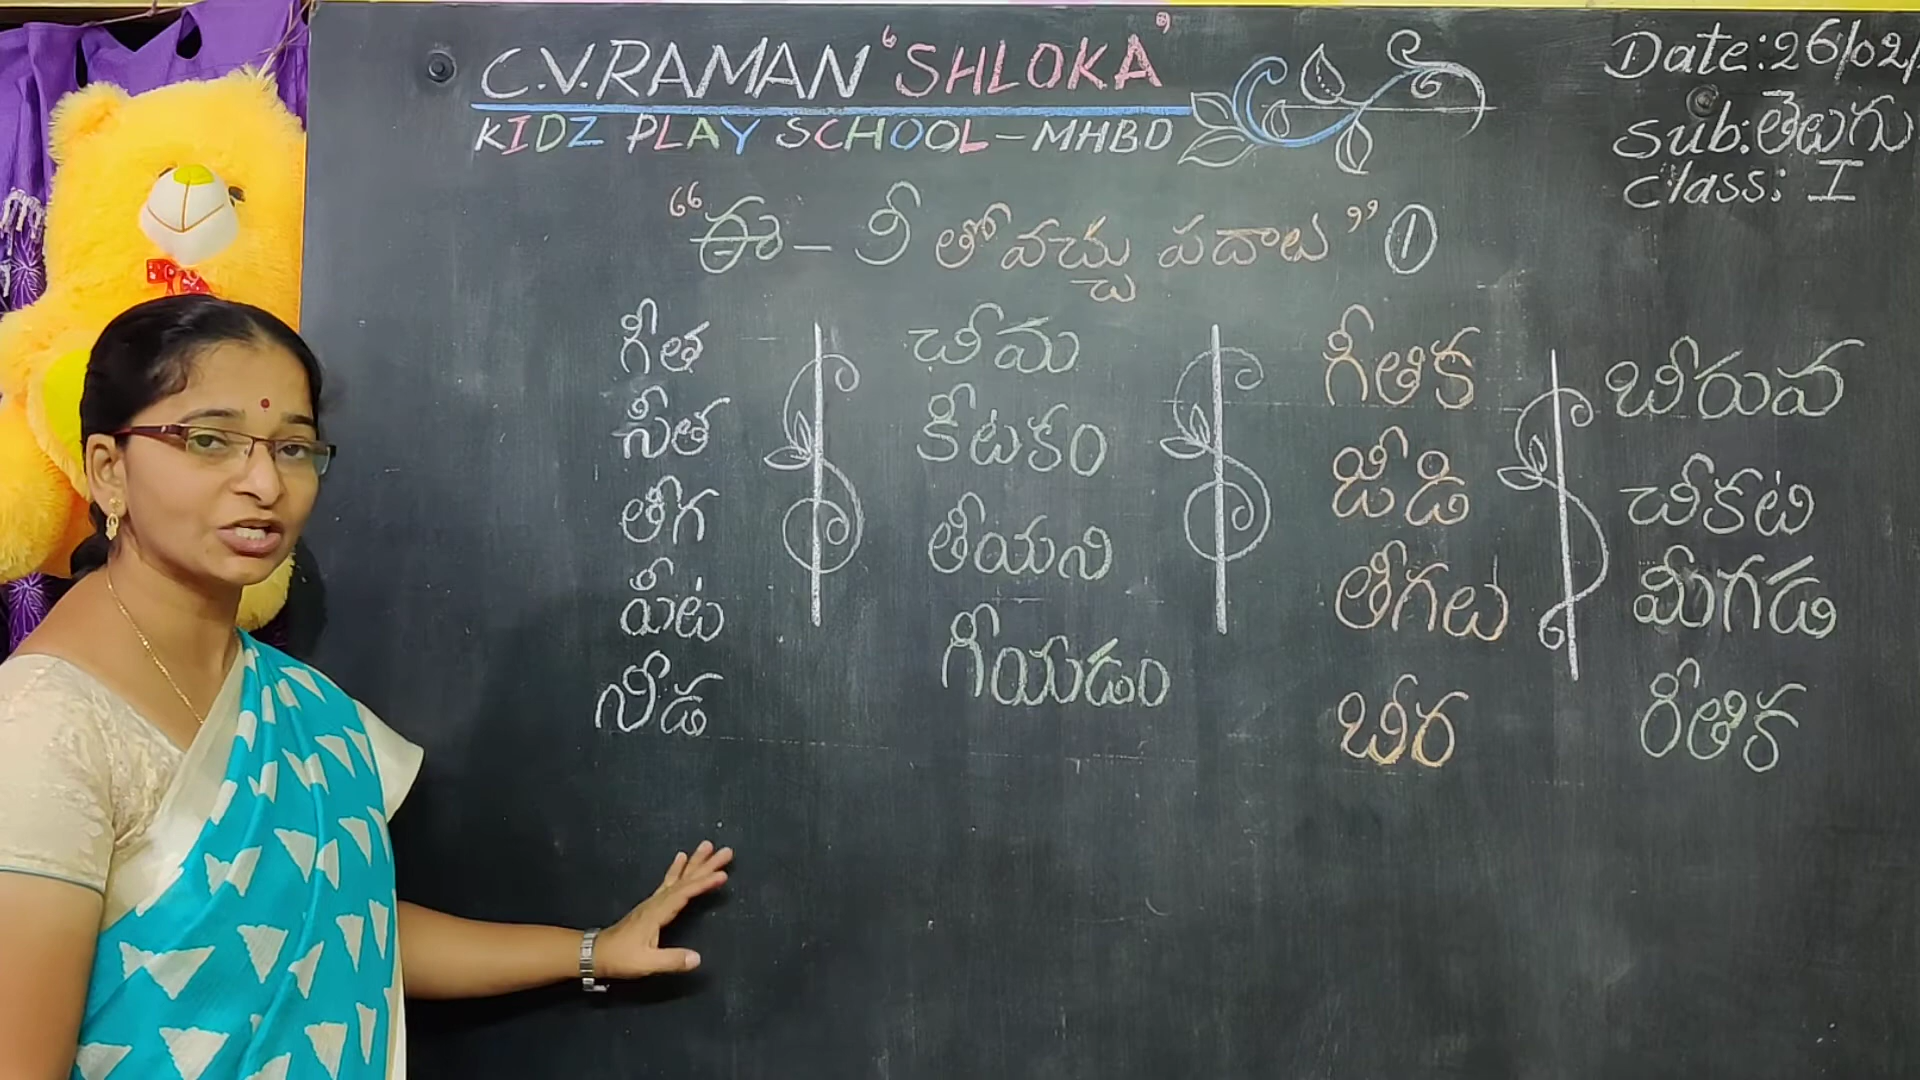 C.V.RAMAN "SHLOKA"
KIDZ PLAY SCHOOL-MHBD
Date:26/02/
Sub:తెలుగు
Class: I
"ఈ - ీ తో వచ్చు పదాలు" 1
గీత
సీత
తీగ
పీట
నీడ
చీమ
కీటకం
తీయని
గీయడం
గీతిక
జీడి
తీగలు
బీర
బీరువ
చీకటి
మీగడ
రీతిక